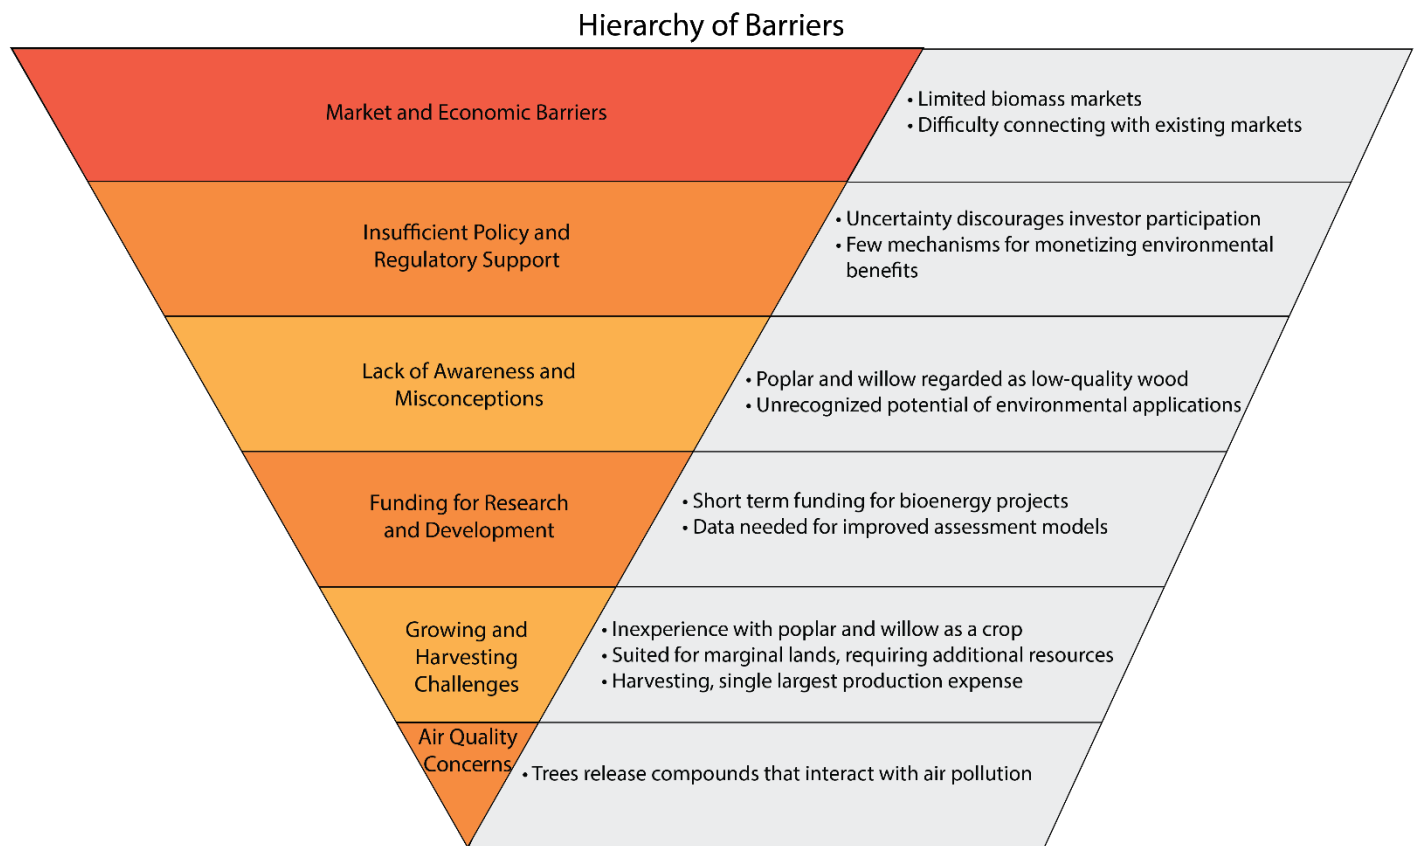 Hierarchy of Barriers
Market and Economic Barriers
• Limited biomass markets
• Difficulty connecting with existing markets
Insufficient Policy and
Regulatory Support
• Uncertainty discourages investor participation
• Few mechanisms for monetizing environmental
benefits
Lack of Awareness and
Misconceptions
• Poplar and willow regarded as low-quality wood
• Unrecognized potential of environmental applications
Funding for Research
and Development
• Short term funding for bioenergy projects
• Data needed for improved assessment models
Growing and
Harvesting
Challenges
• Inexperience with poplar and willow as a crop
• Suited for marginal lands, requiring additional resources
• Harvesting, single largest production expense
Air Quality
Concerns
• Trees release compounds that interact with air pollution